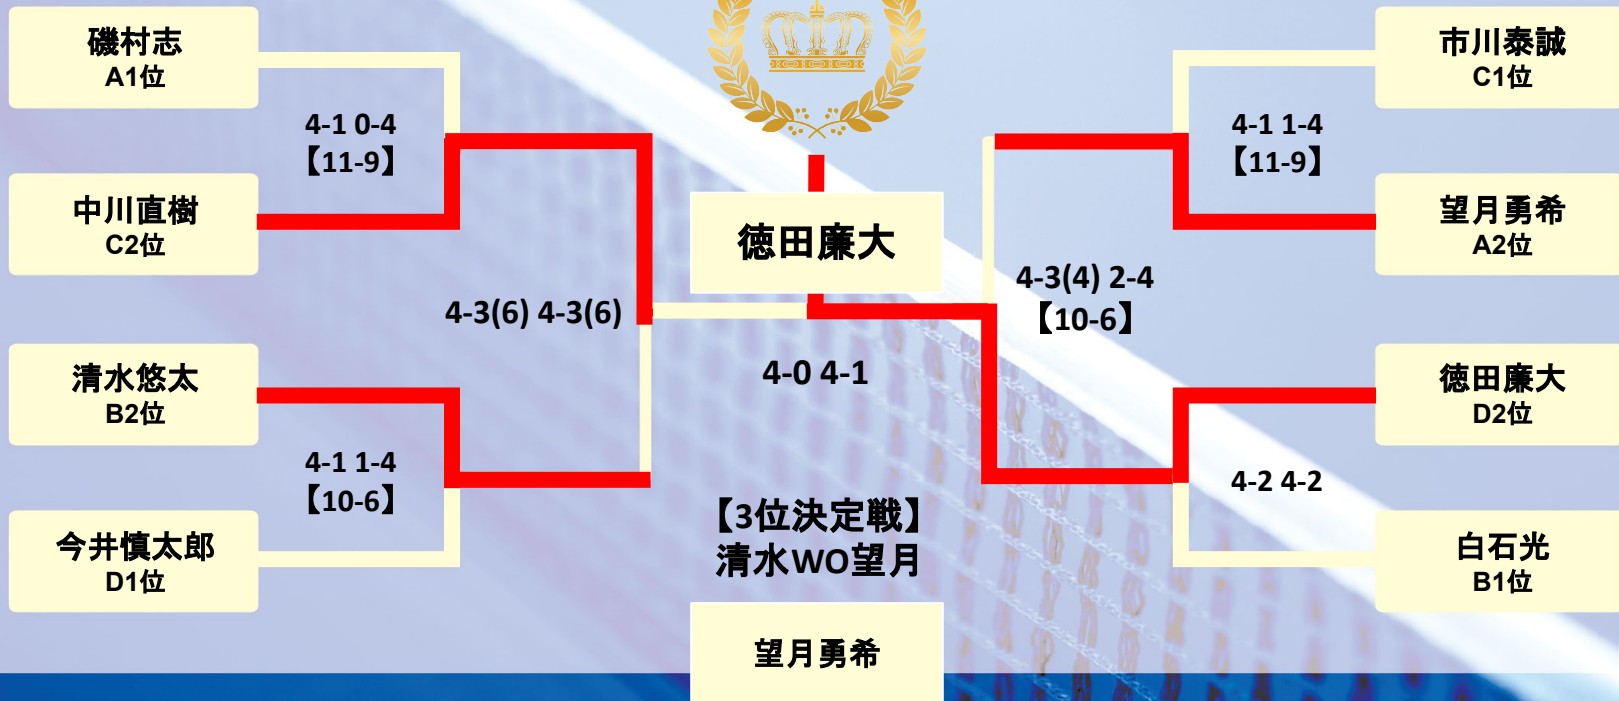 磯村志
A1位
4-1 0-4
【11-9】
中川直樹
C2位
4-3(6) 4-3(6)
清水悠太
B2位
4-1 1-4
【10-6】
今井慎太郎
D1位
徳田廉大
4-0 4-1
【3位決定戦】
清水WO望月
望月勇希
市川泰誠
C1位
4-1 1-4
【11-9】
望月勇希
A2位
4-3(4) 2-4
【10-6】
徳田廉大
D2位
4-2 4-2
白石光
B1位